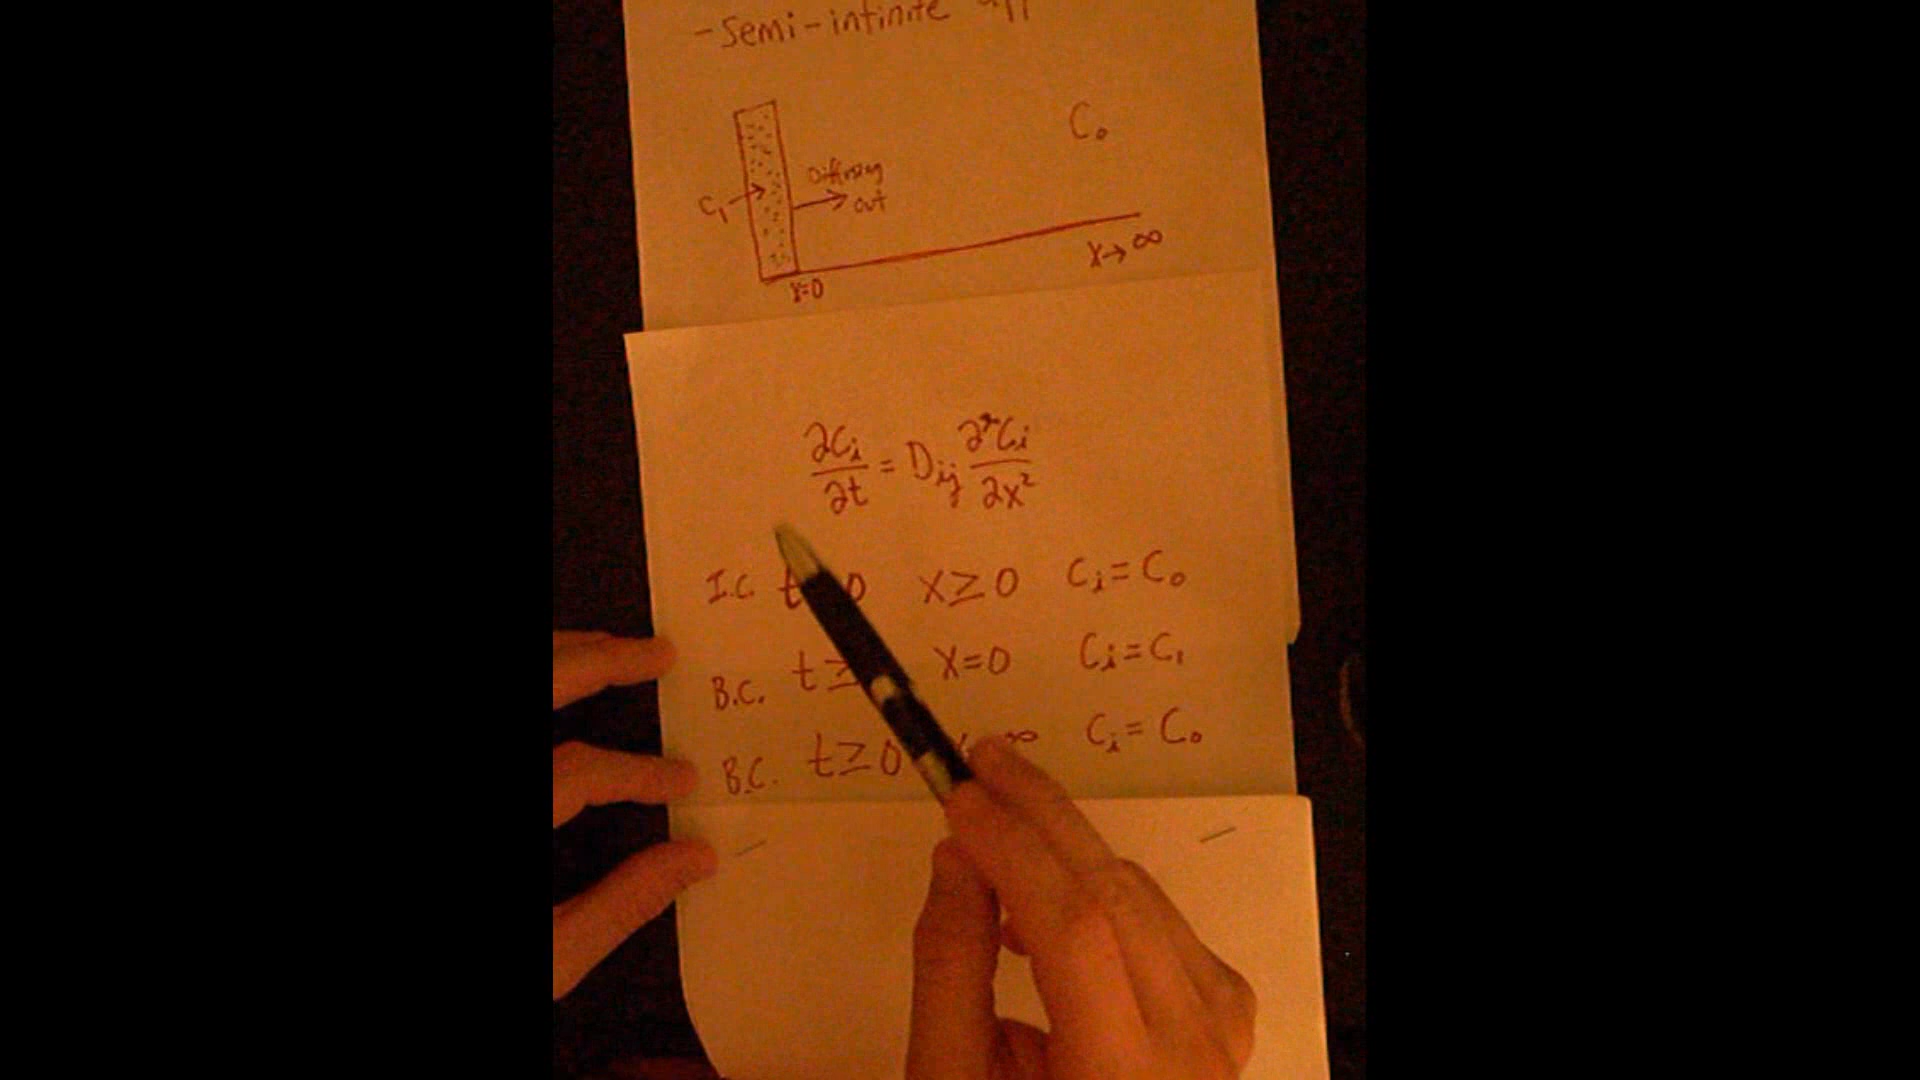 - Semi-infinite
C₀
Diffusing
C₁ out
x→∞
x=0
∂Cᵢ/∂t = Dᵢⱼ ∂²Cᵢ/∂x²
I.C. t 0 x≥0 Cᵢ=C₀
B.C. t≥ x=0 Cᵢ=C₁
B.C. t≥0 ∞ Cᵢ=C₀